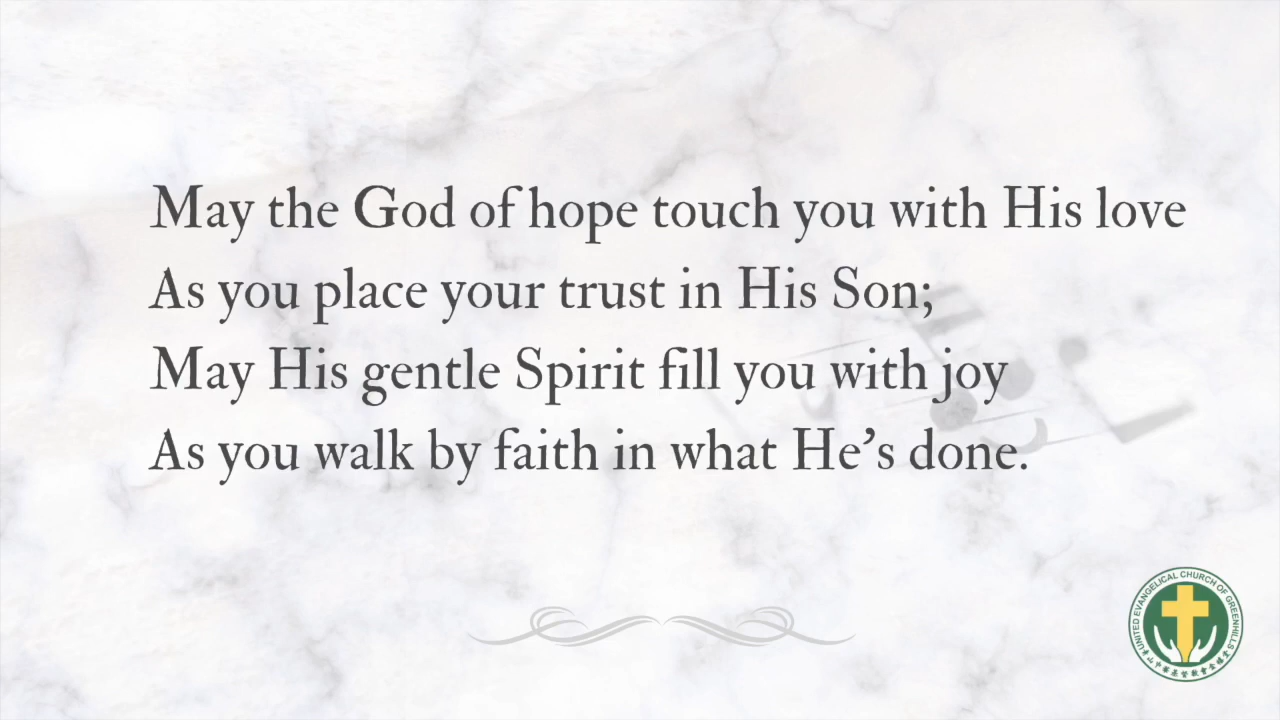 May the God of hope touch you with His love
As you place your trust in His Son;
May His gentle Spirit fill you with joy
As you walk by faith in what He's done.
UNITED EVANGELICAL CHURCH OF GREENHILLS